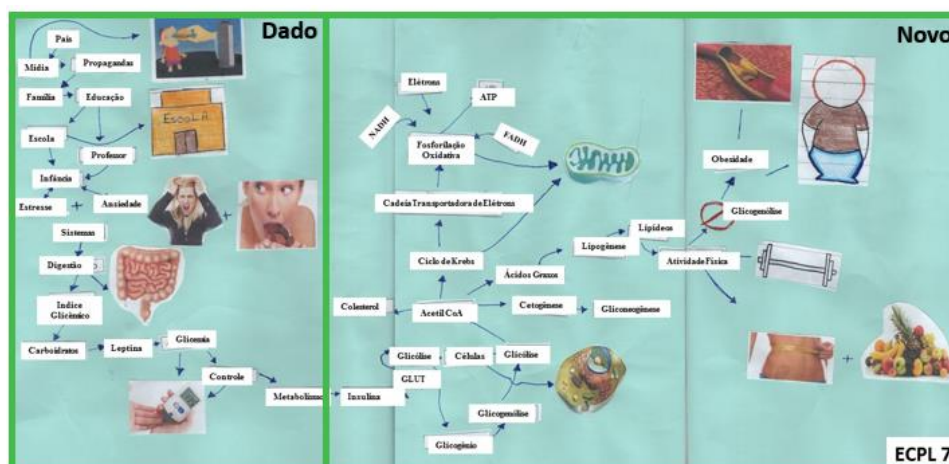 Dado
Pais
Mídia
Propagandas
Família
Educação
Escola
ESCOLA
Professor
Infância
Estresse
+
Ansiedade
+
Sistemas
Digestão
Indice
Glicêmico
Carboidratos
Leptina
Glicemia
Controle
Metabolismo
Novo
Elétrons
ATP
NADH
FADH
Fosforilação
Oxidativa
Cadeia Transportadora de Elétrons
Ciclo de Krebs
Ácidos Graxos
Lipogênese
Lipídeos
Colesterol
Acetil CoA
Cetogênese
Gliconeogênese
Glicólise
Células
Glicólise
GLUT
Insulina
Glicogenólise
Glicogênio
Obesidade
Glicogenólise
Atividade Física
+
ECPL 7